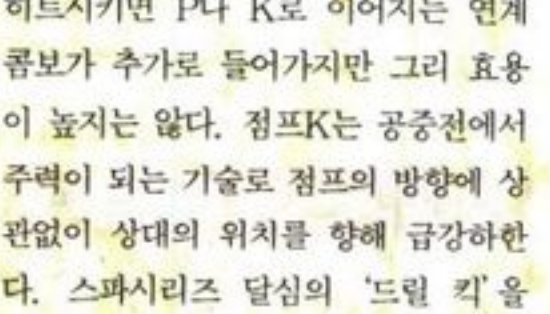 히트시키면 P나 K로 이어지는 연계
콤보가 추가로 들어가지만 그리 효용
이 높지는 않다. 점프K는 공중전에서
주력이 되는 기술로 점프의 방향에 상
관없이 상대의 위치를 향해 급강하한
다. 스파시리즈 달심의 '드릴 킥'을